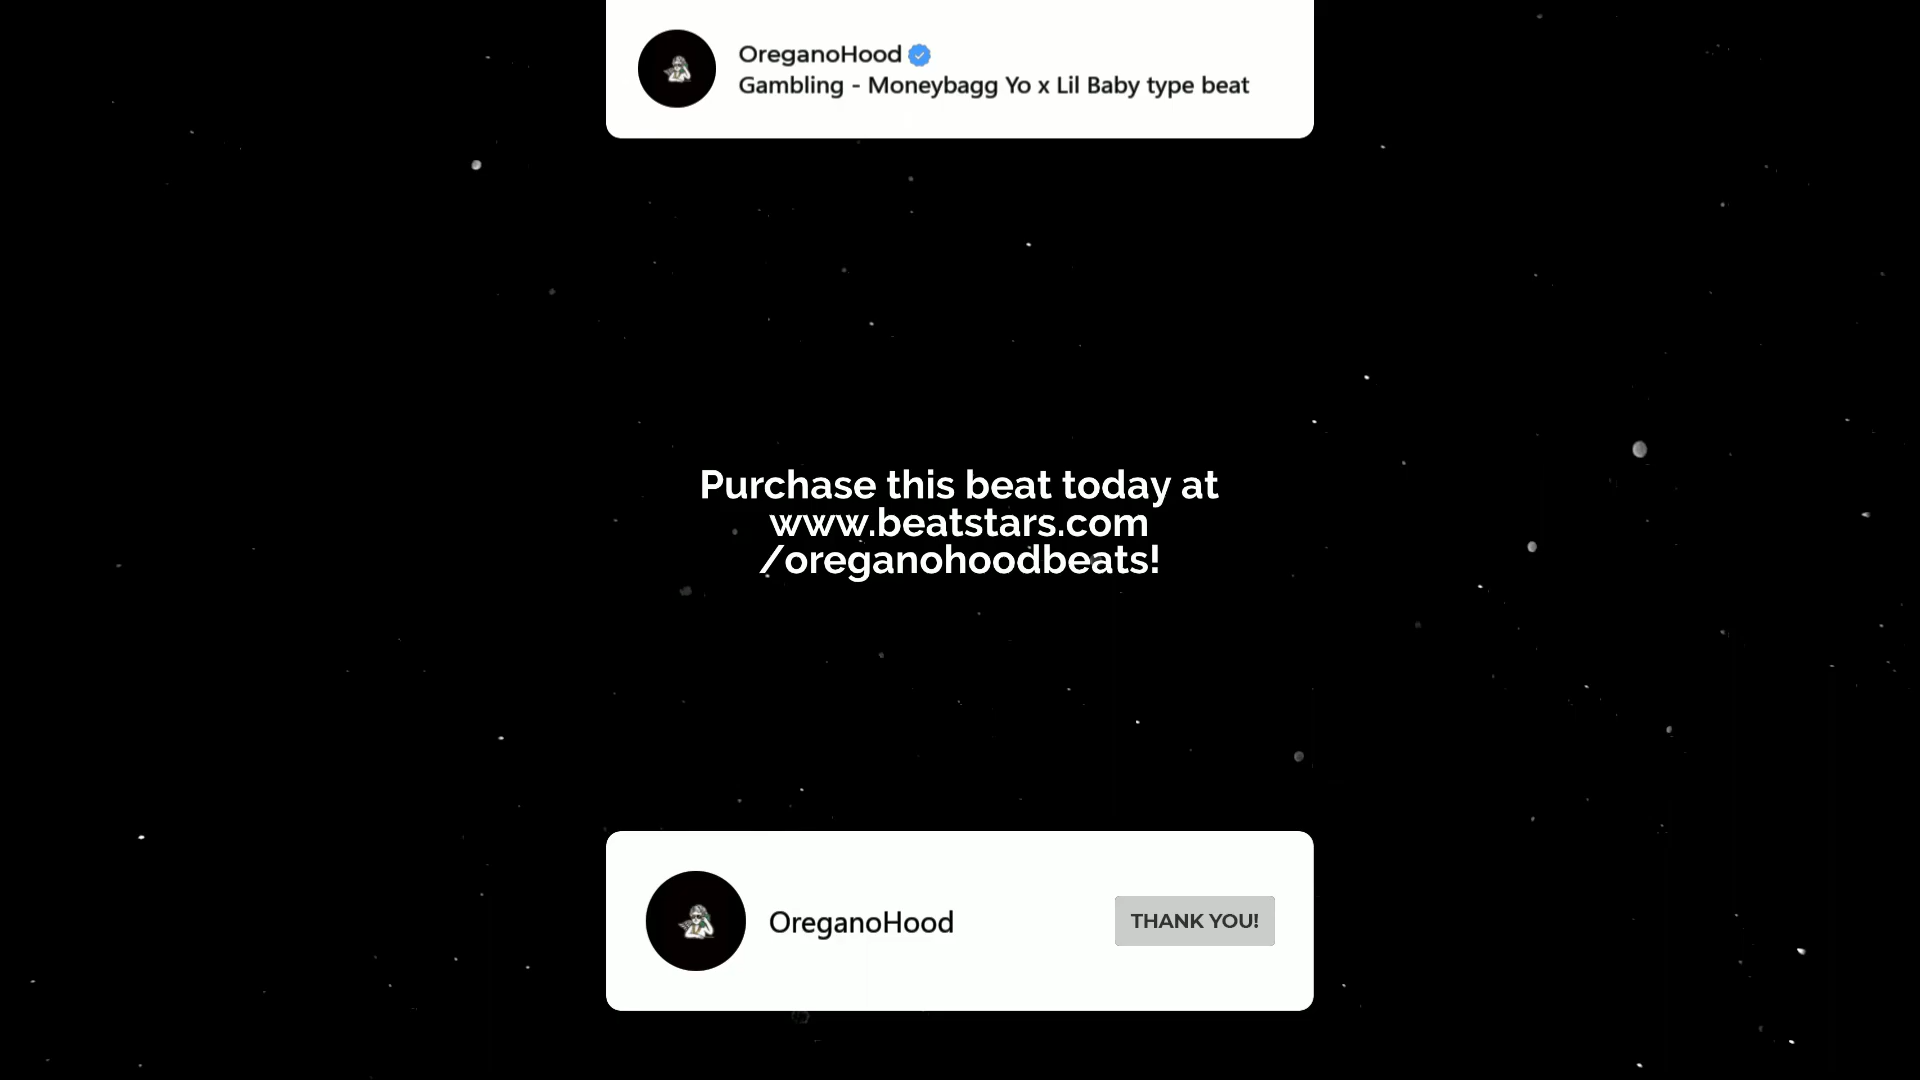 OreganoHood
Gambling - Moneybagg Yo x Lil Baby type beat
Purchase this beat today at
www.beatstars.com
/oreganohoodbeats!
OreganoHood
THANK YOU!